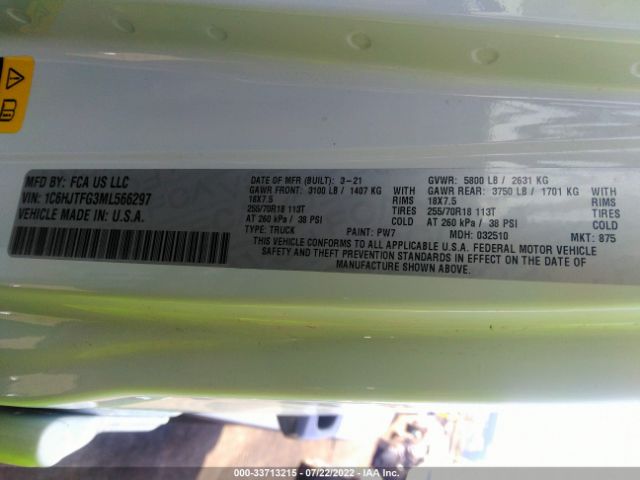 MFD BY: FCA US LLC
VIN: 1C6HJTFG3ML566297
VEHICLE MADE IN U.S.A.
DATE OF MFR (BUILT): 3-21
GVWR: 5800 LB / 2631 KG
GAWR FRONT: 3100 LB / 1407 KG WITH
18X7.5 RIMS
255/70R18 113T TIRES
AT 260 kPa / 38 PSI COLD
GAWR REAR: 3750 LB / 1701 KG WITH
18X7.5 RIMS
255/70R18 113T TIRES
AT 260 kPa / 38 PSI COLD
TYPE: TRUCK PAINT: PW7 MDH: 032510 MKT: 875
THIS VEHICLE CONFORMS TO ALL APPLICABLE U.S.A. FEDERAL MOTOR VEHICLE
SAFETY AND THEFT PREVENTION STANDARDS IN EFFECT ON THE DATE OF
MANUFACTURE SHOWN ABOVE.
000-33713215 - 07/22/2022 - IAA Inc.